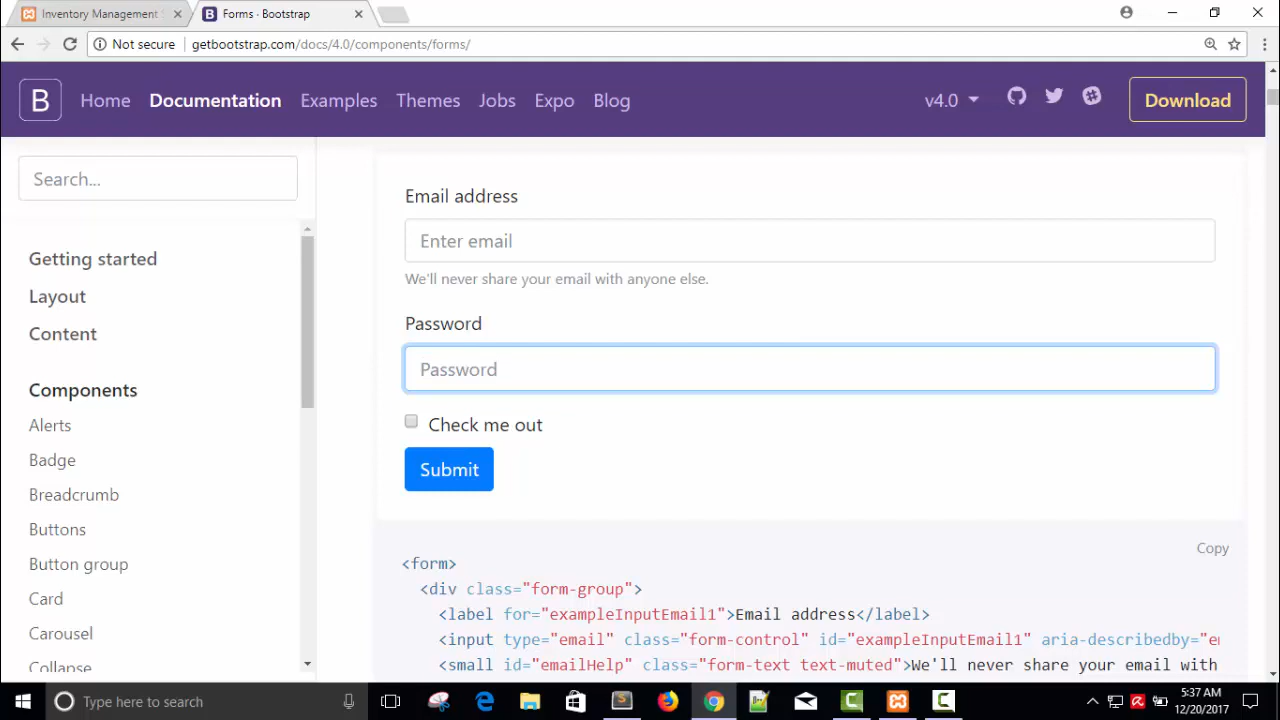 Inventory Management S
Forms · Bootstrap
Not secure
getbootstrap.com/docs/4.0/components/forms/
B
Home
Documentation
Examples
Themes
Jobs
Expo
Blog
v4.0
Download
Search...
Getting started
Layout
Content
Components
Alerts
Badge
Breadcrumb
Buttons
Button group
Card
Carousel
Collapse
Email address
Enter email
We'll never share your email with anyone else.
Password
Password
Check me out
Submit
Copy
<form>
<div class="form-group">
<label for="exampleInputEmail1">Email address</label>
<input type="email" class="form-control" id="exampleInputEmail1" aria-describedby="em
<small id="emailHelp" class="form-text text-muted">We'll never share your email with
Type here to search
5:37 AM
12/20/2017